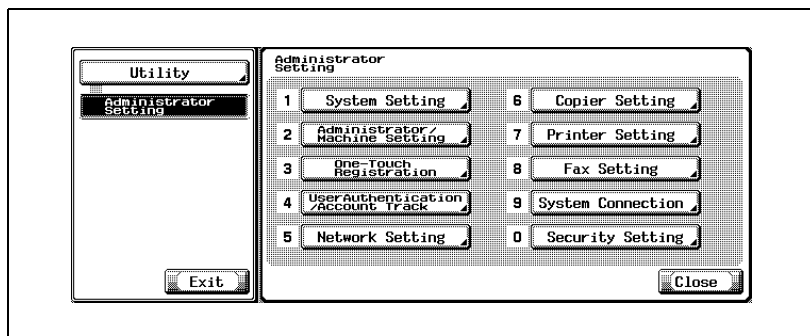 Utility
Administrator
Setting
Exit
Administrator
Setting
1 System Setting
2 Administrator/
Machine Setting
3 One-Touch
Registration
4 UserAuthentication
/Account Track
5 Network Setting
6 Copier Setting
7 Printer Setting
8 Fax Setting
9 System Connection
0 Security Setting
Close